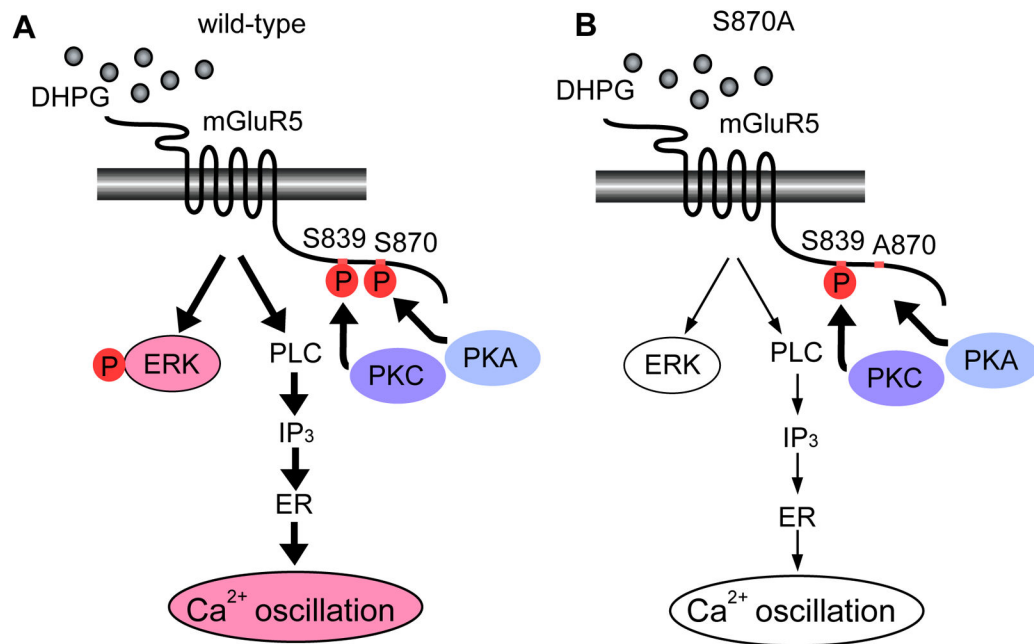 A
wild-type
DHPG
mGluR5
S839
S870
P
P
P
ERK
PLC
PKC
PKA
IP₃
ER
Ca²⁺ oscillation
B
S870A
DHPG
mGluR5
S839
A870
P
ERK
PLC
PKC
PKA
IP₃
ER
Ca²⁺ oscillation